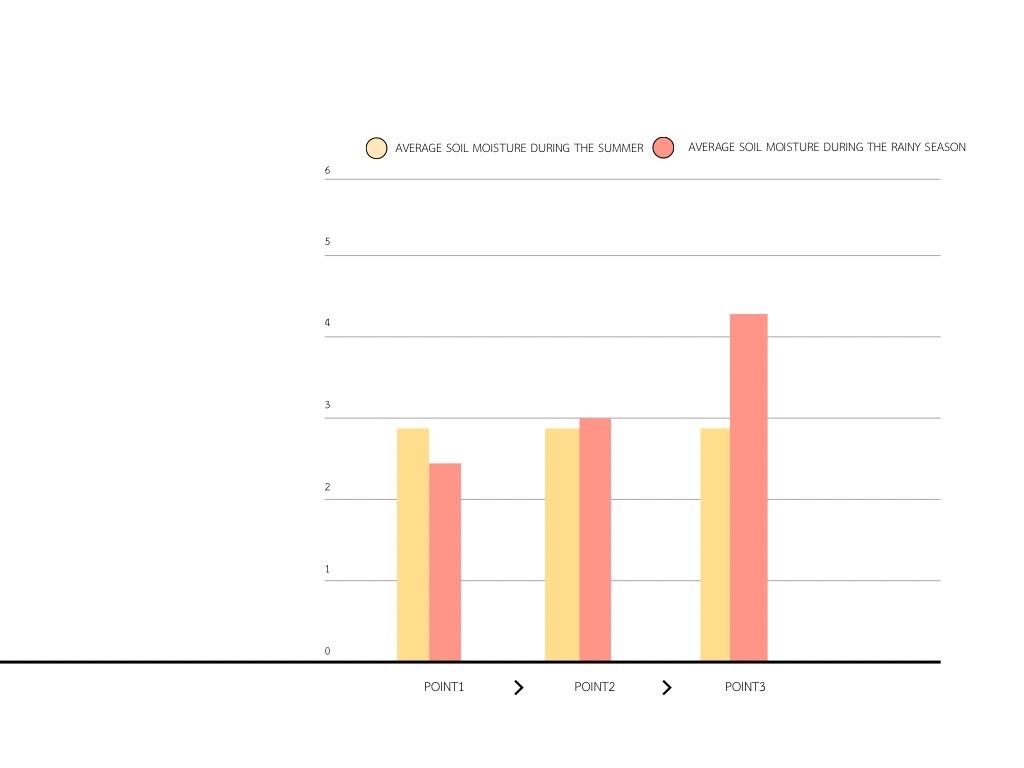 AVERAGE SOIL MOISTURE DURING THE SUMMER
AVERAGE SOIL MOISTURE DURING THE RAINY SEASON
6
5
4
3
2
1
0
POINT1 > POINT2 > POINT3